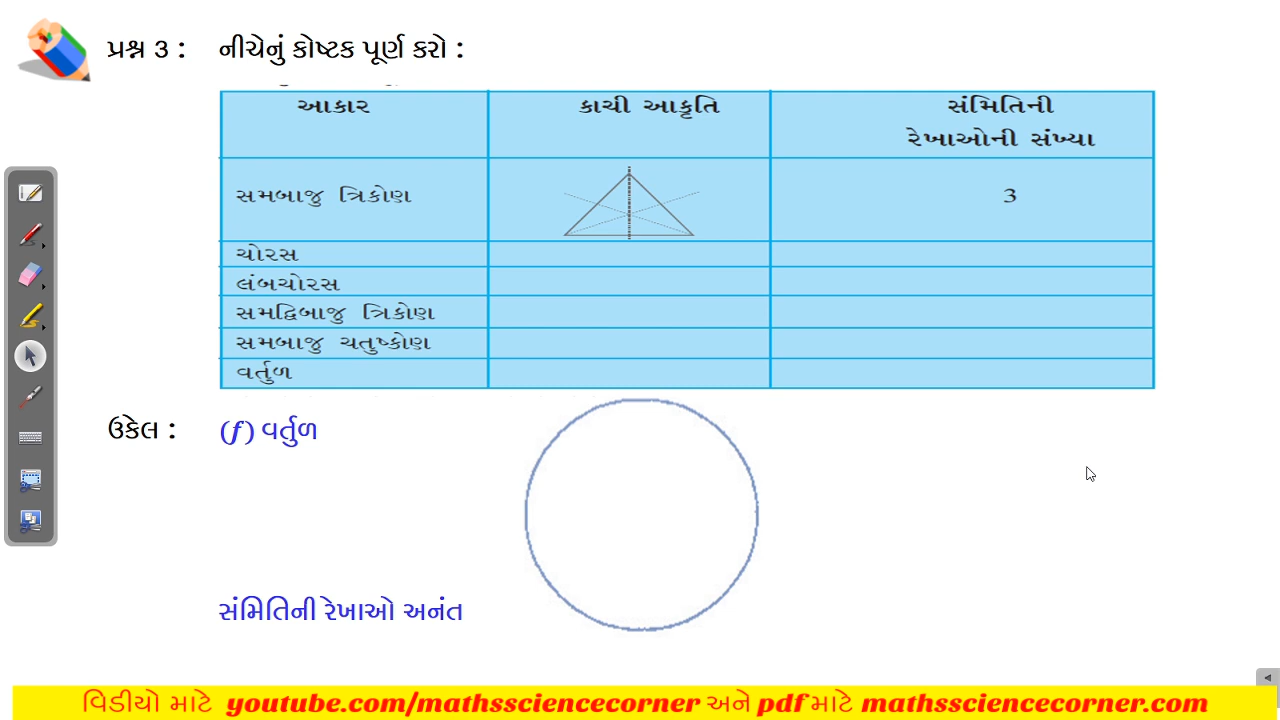 પ્રશ્ન 3 : નીચેનું કોષ્ટક પૂર્ણ કરો :
આકાર કાચી આકૃતિ સંમિતિની
રેખાઓની સંખ્યા
સમબાજુ ત્રિકોણ 3
ચોરસ
લંબચોરસ
સમદ્વિબાજુ ત્રિકોણ
સમબાજુ ચતુષ્કોણ
વર્તુળ
ઉકેલ : (f) વર્તુળ
સંમિતિની રેખાઓ અનંત
વિડીયો માટે youtube.com/mathssciencecorner અને pdf માટે mathssciencecorner.com